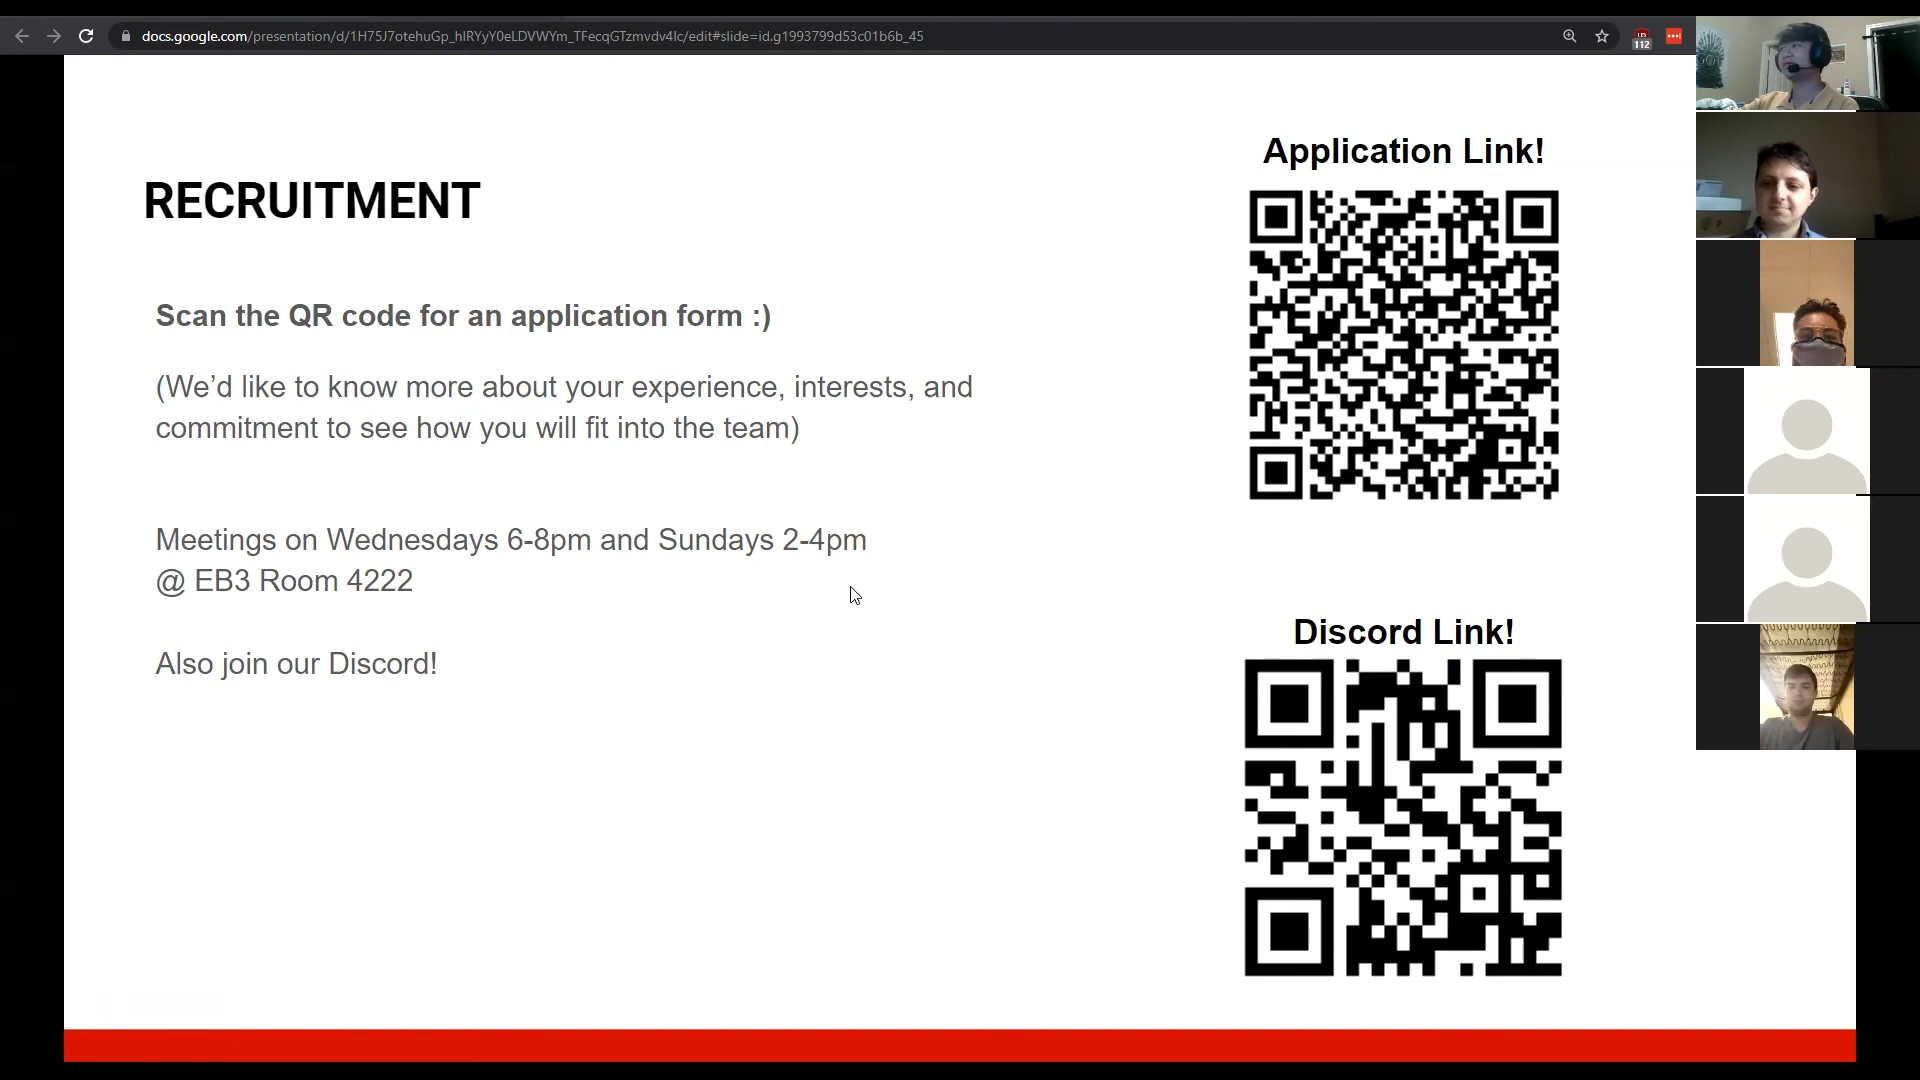 docs.google.com/presentation/d/1H75J7otehuGp_hlRYyY0eLDVWYm_TFecqGTzmvdv4lc/edit#slide=id.g1993799d53c01b6b_45
112
RECRUITMENT
Scan the QR code for an application form :)
(We’d like to know more about your experience, interests, and
commitment to see how you will fit into the team)
Meetings on Wednesdays 6-8pm and Sundays 2-4pm
@ EB3 Room 4222
Also join our Discord!
Application Link!
Discord Link!